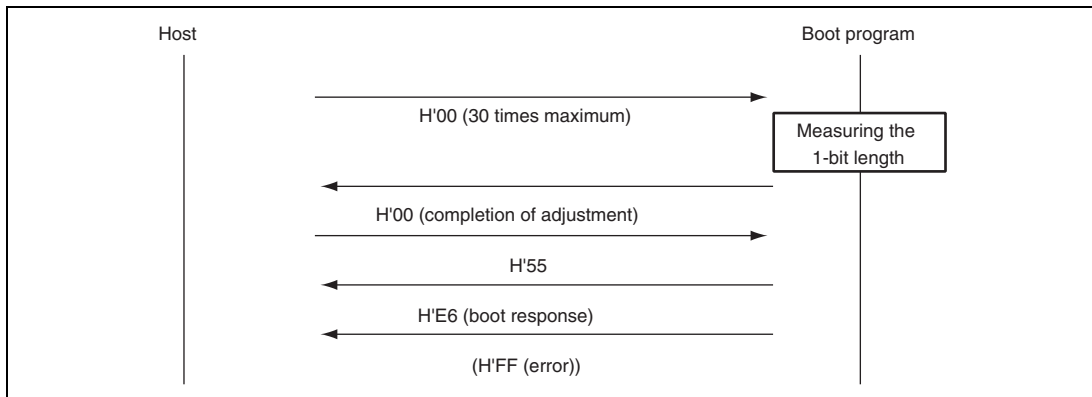 Host
Boot program
H'00 (30 times maximum)
Measuring the
1-bit length
H'00 (completion of adjustment)
H'55
H'E6 (boot response)
(H'FF (error))